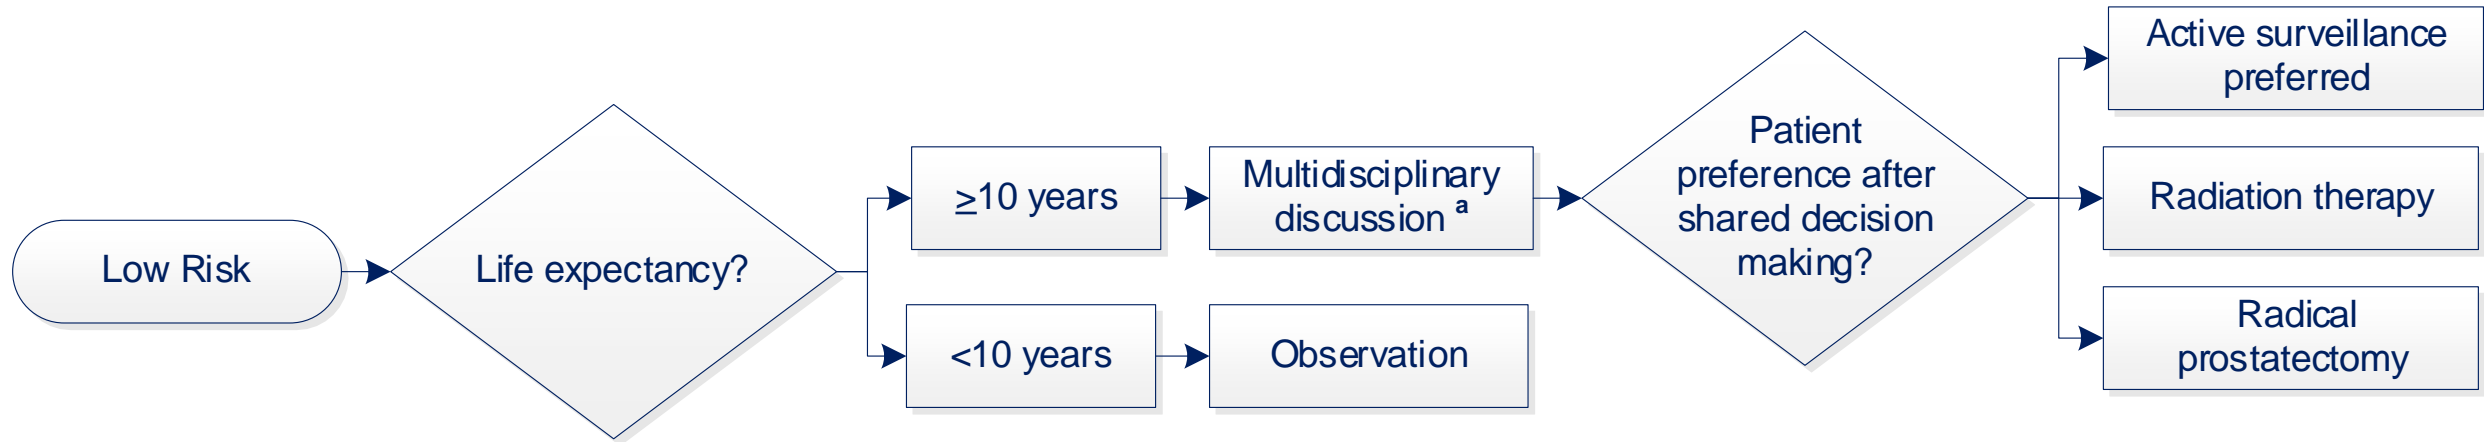 Low Risk
Life expectancy?
≥10 years
Multidisciplinary
discussion a
<10 years
Observation
Patient
preference after
shared decision
making?
Active surveillance
preferred
Radiation therapy
Radical
prostatectomy